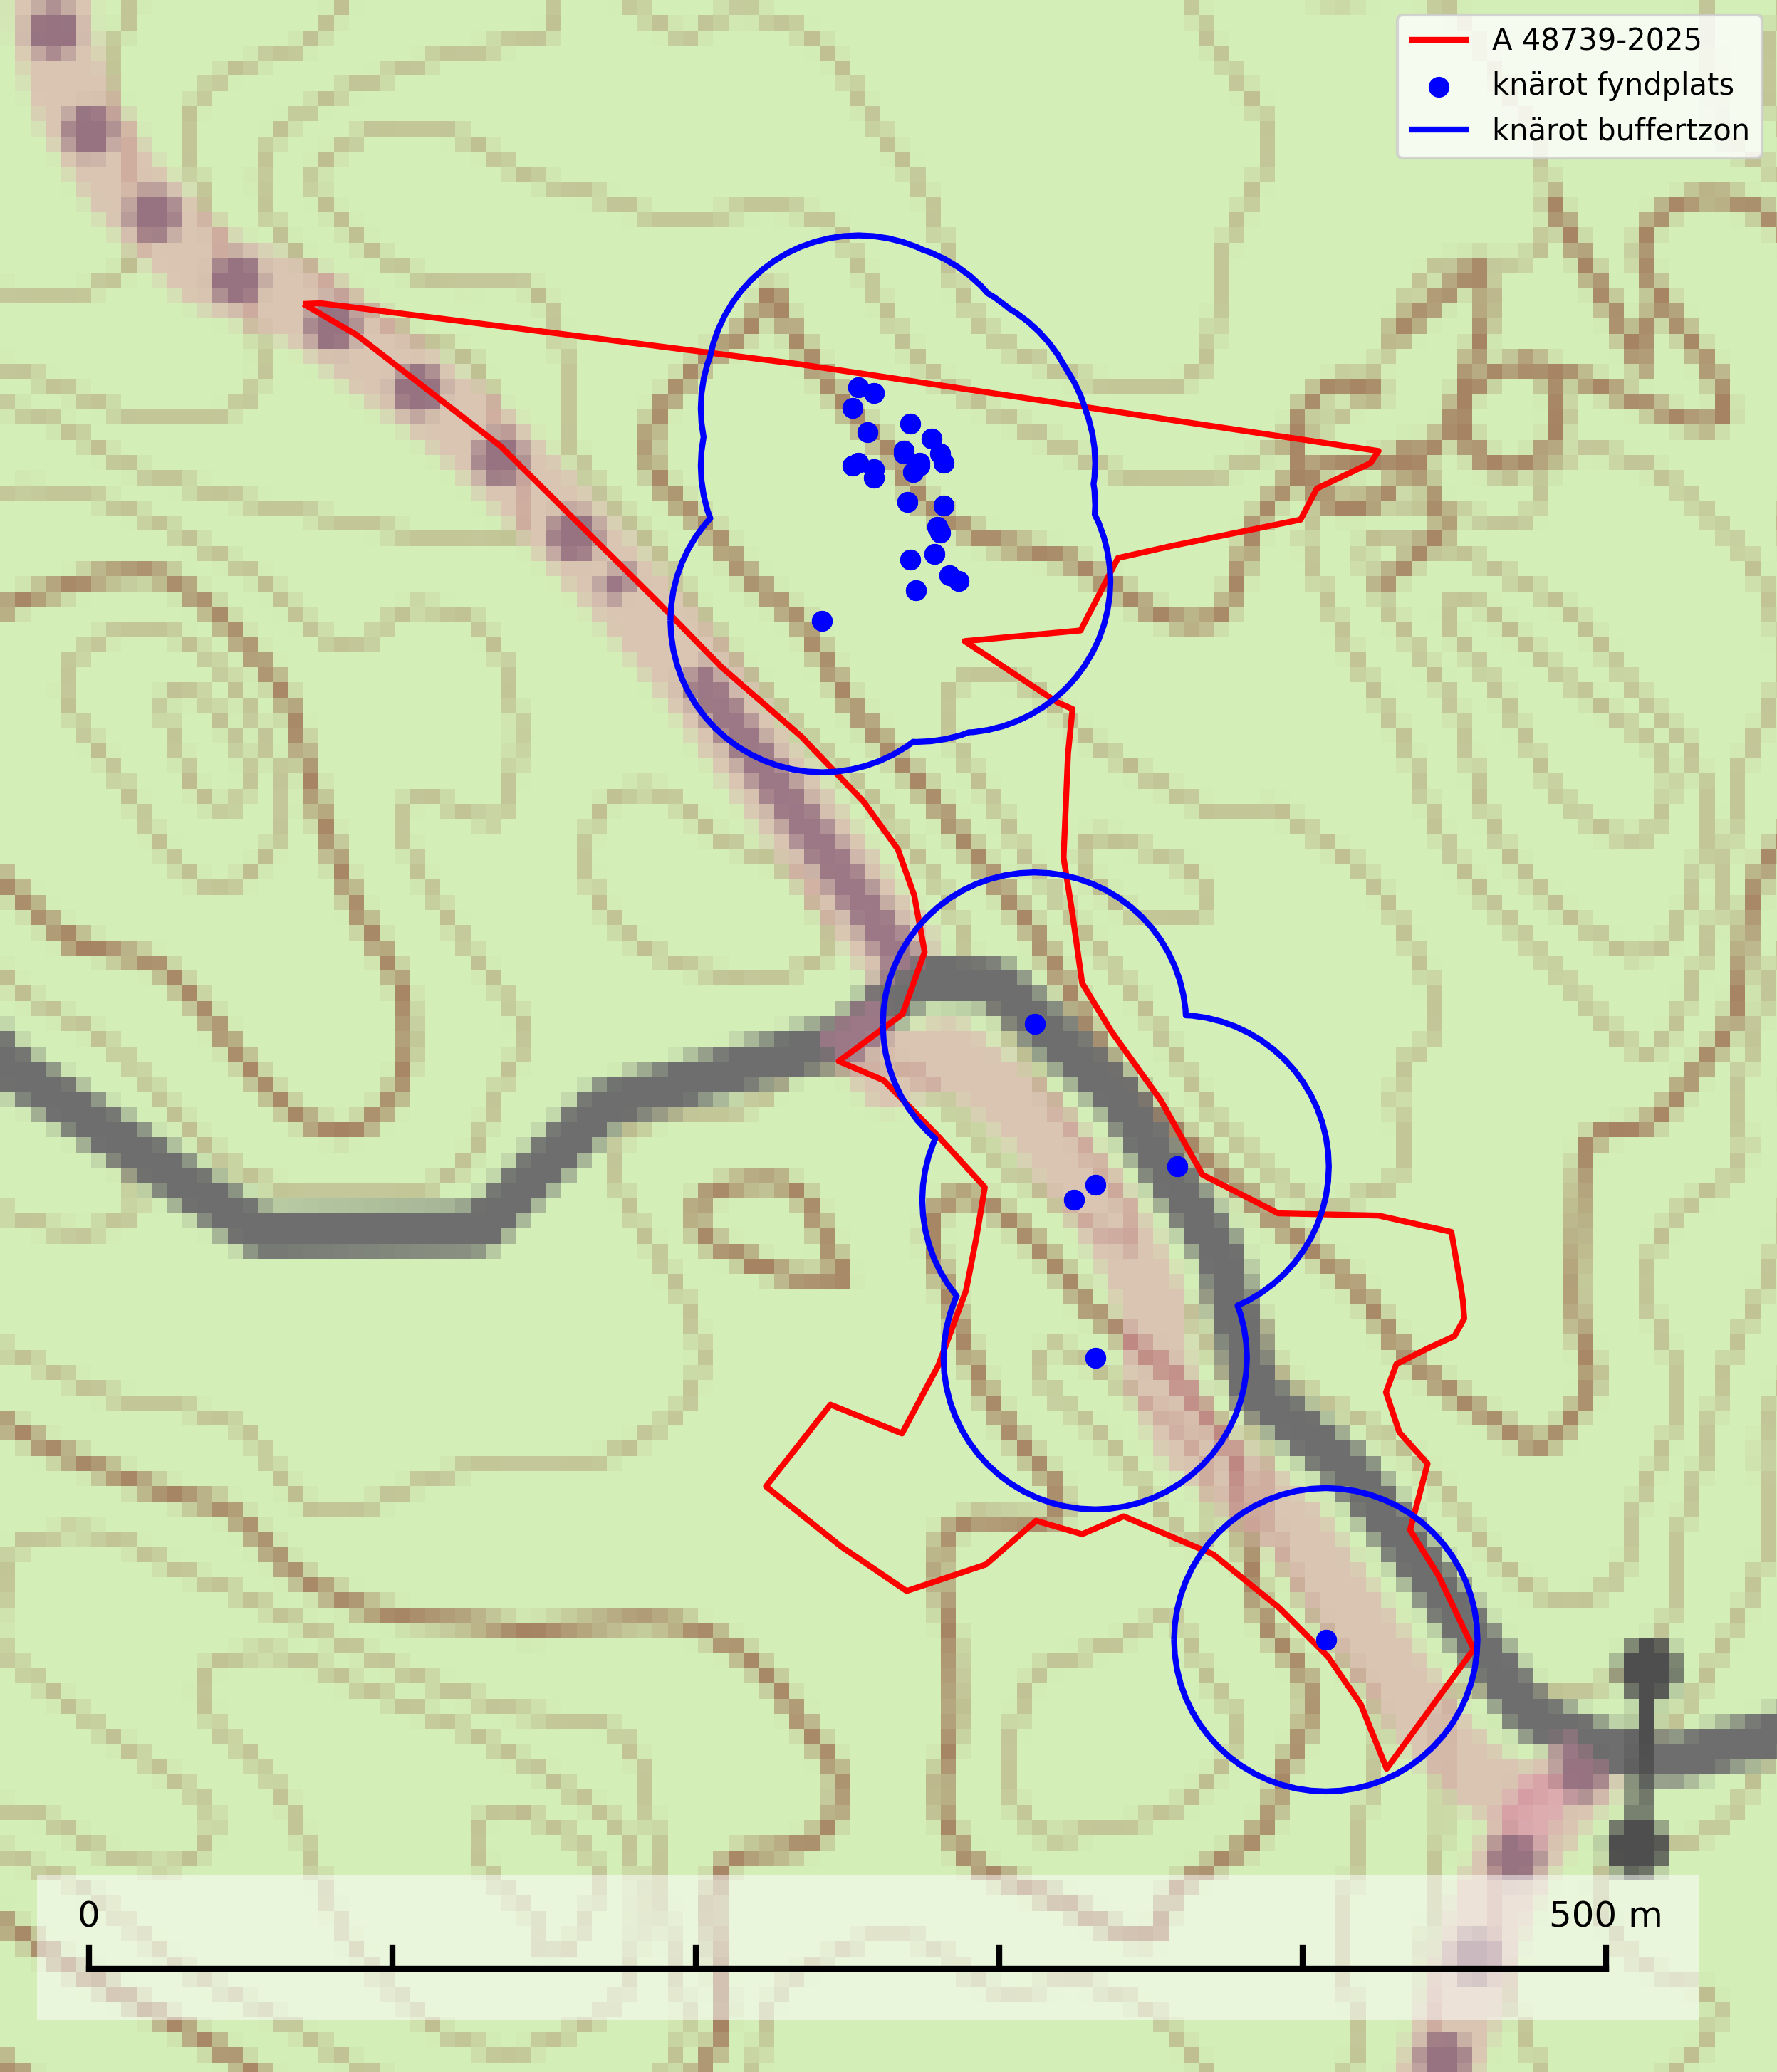 A 48739-2025
knärot fyndplats
knärot buffertzon
0
500 m